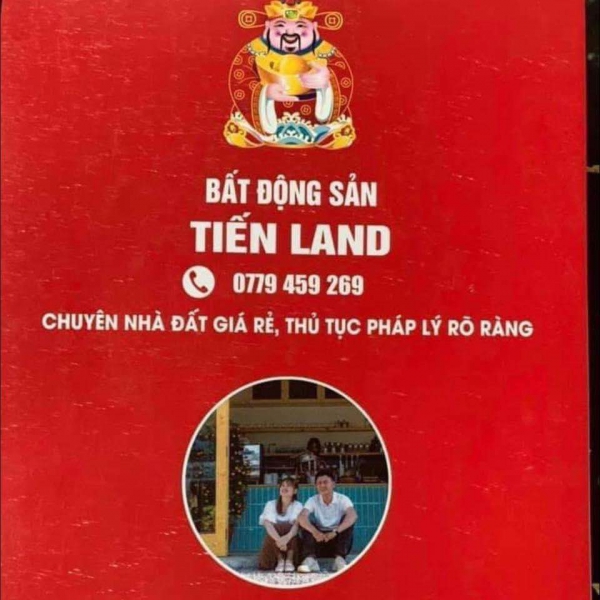 BẤT ĐỘNG SẢN
TIẾN LAND
0779 459 269
CHUYÊN NHÀ ĐẤT GIÁ RẺ, THỦ TỤC PHÁP LÝ RÕ RÀNG